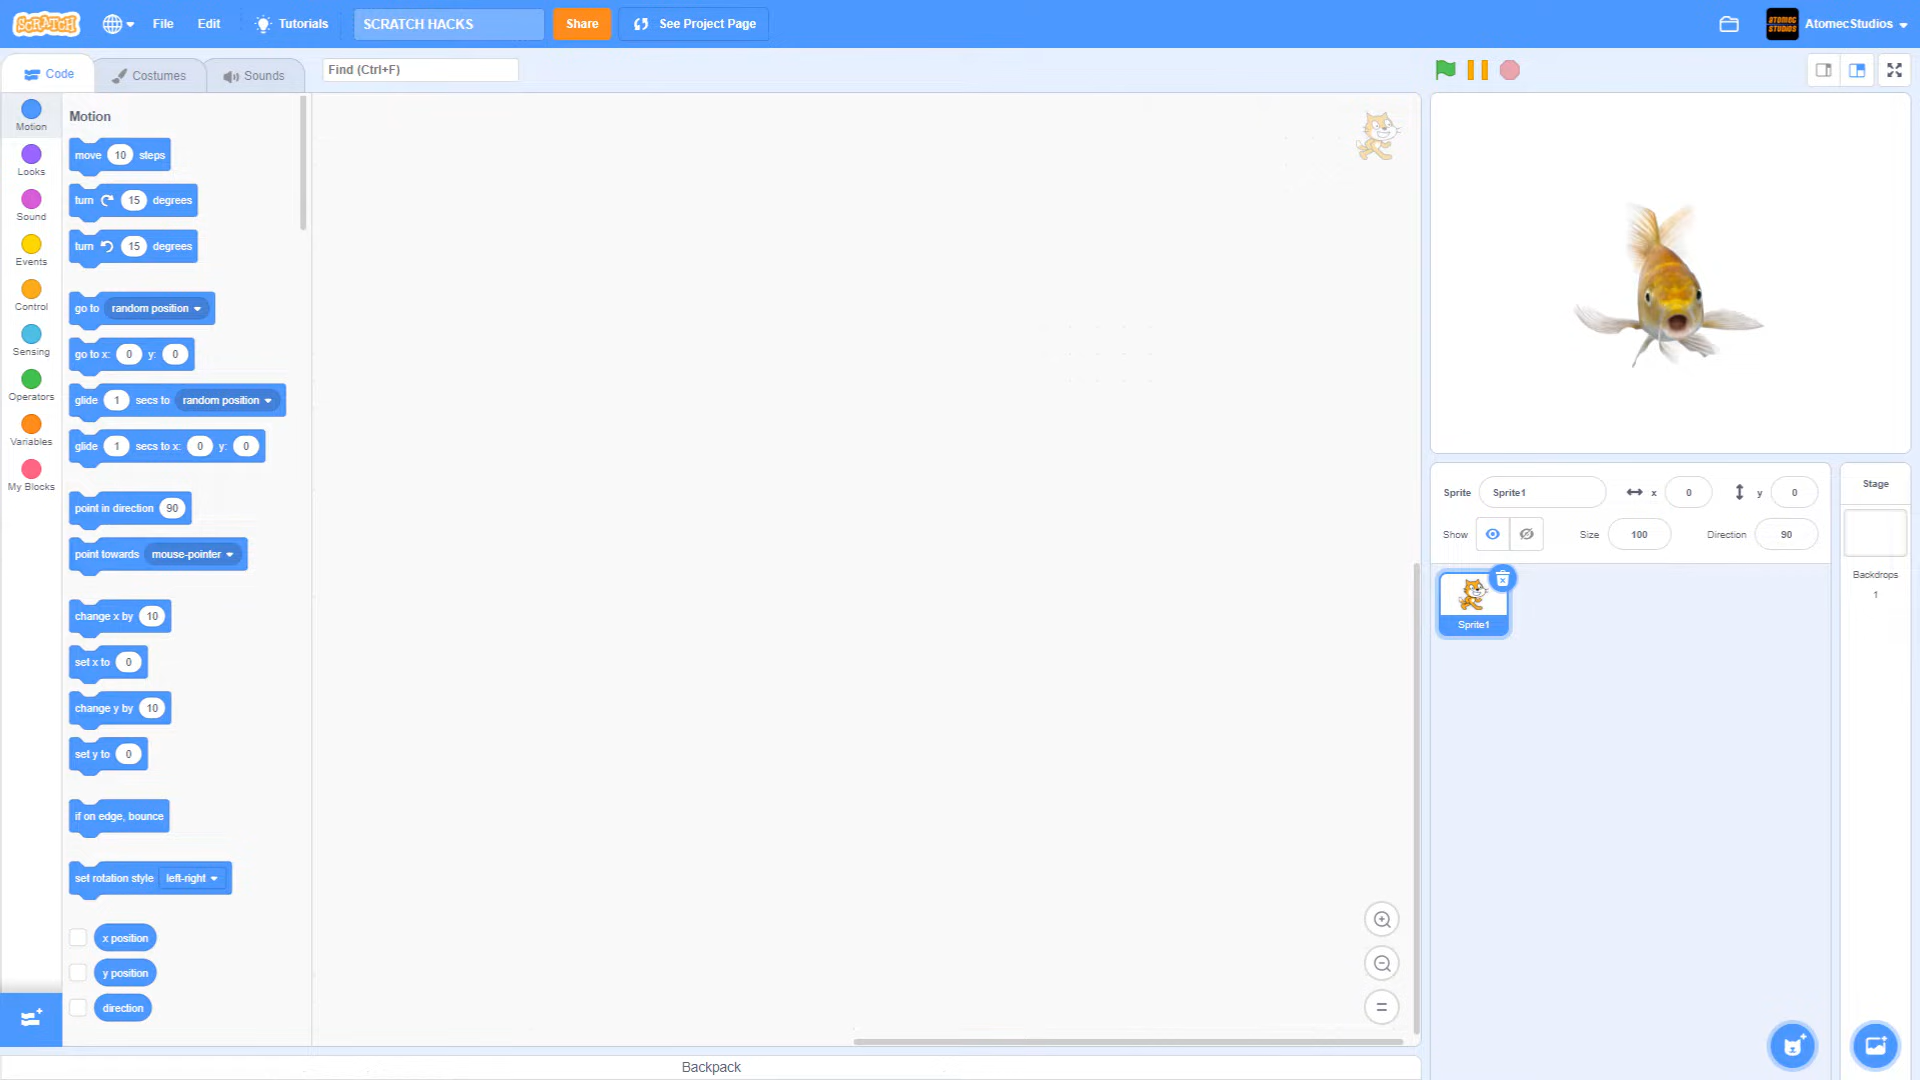 SCRATCH
File
Edit
Tutorials
SCRATCH HACKS
Share
See Project Page
ATOMEC
STUDIOS
AtomecStudios
Code
Costumes
Sounds
Find (Ctrl+F)
Motion
Looks
Sound
Events
Control
Sensing
Operators
Variables
My Blocks
Motion
move 10 steps
turn 15 degrees
turn 15 degrees
go to random position
go to x: 0 y: 0
glide 1 secs to random position
glide 1 secs to x: 0 y: 0
point in direction 90
point towards mouse-pointer
change x by 10
set x to 0
change y by 10
set y to 0
if on edge, bounce
set rotation style left-right
x position
y position
direction
Backpack
Sprite Sprite1 x 0 y 0
Show Size 100 Direction 90
Sprite1
Stage
Backdrops
1